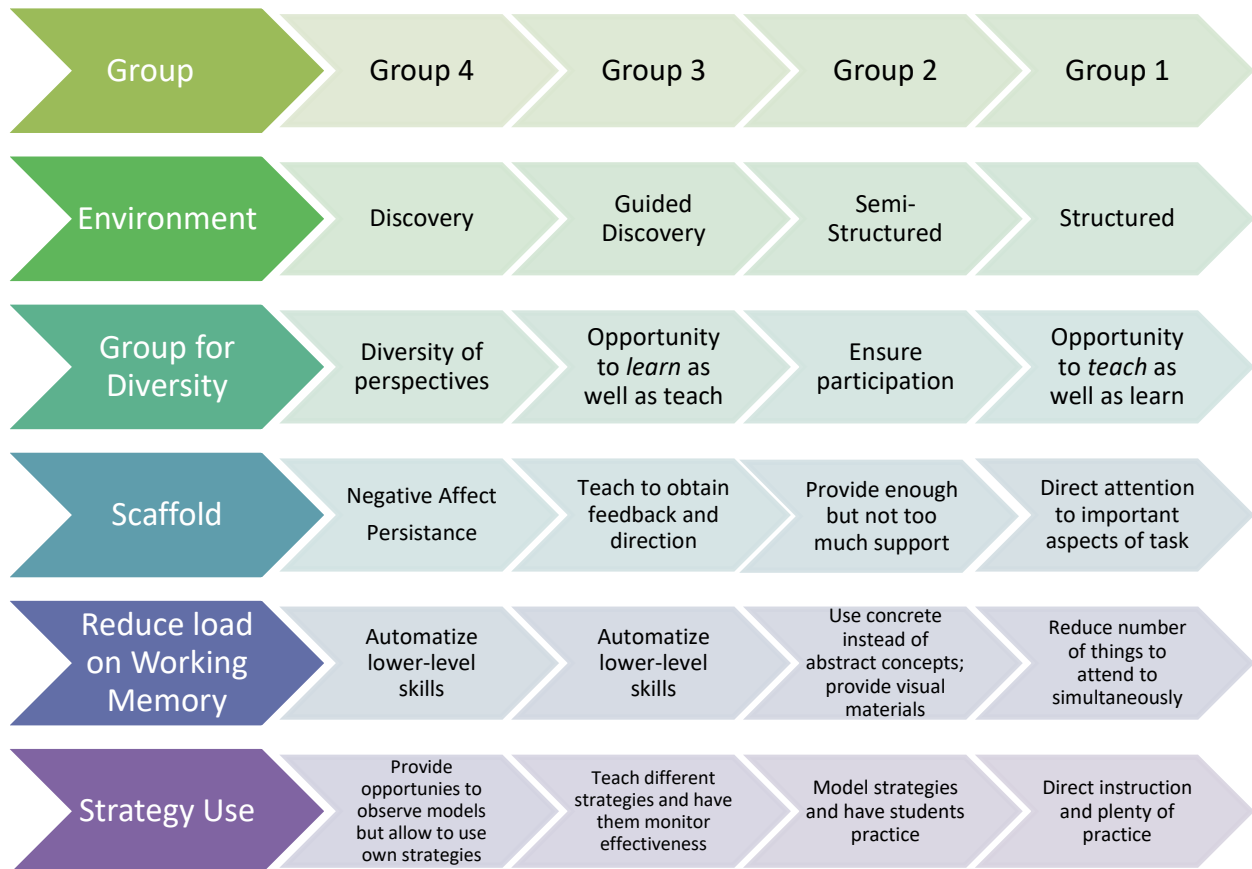 Group
Group 4
Group 3
Group 2
Group 1
Environment
Discovery
Guided
Discovery
Semi-
Structured
Structured
Group for
Diversity
Diversity of
perspectives
Opportunity
to learn as
well as teach
Ensure
participation
Opportunity
to teach as
well as learn
Scaffold
Negative Affect
Persistance
Teach to obtain
feedback and
direction
Provide enough
but not too
much support
Direct attention
to important
aspects of task
Reduce load
on Working
Memory
Automatize
lower-level
skills
Automatize
lower-level
skills
Use concrete
instead of
abstract concepts;
provide visual
materials
Reduce number
of things to
attend to
simultaneously
Strategy Use
Provide
opportunies to
observe models
but allow to use
own strategies
Teach different
strategies and have
them monitor
effectiveness
Model strategies
and have students
practice
Direct instruction
and plenty of
practice